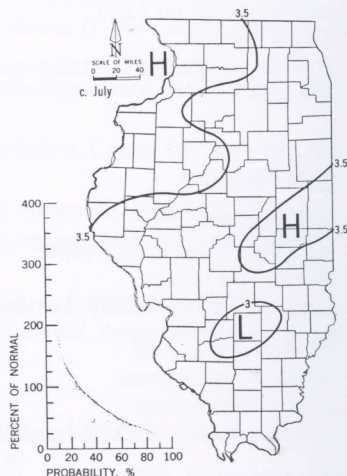 3.5
N
SCALE OF MILES
0 20 40
H
c. July
3.5
400
3.5
H
3.5
300
3
200
L
100
0
PERCENT OF NORMAL
0 20 40 60 80 100
PROBABILITY, %